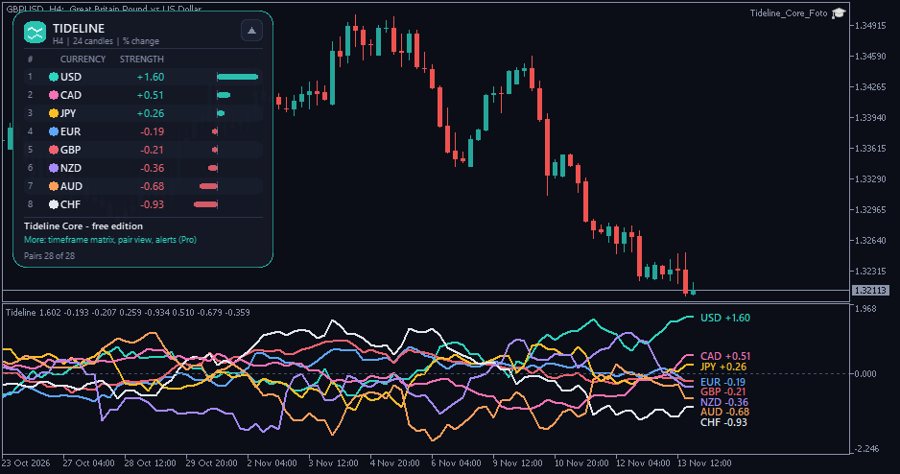 GBPUSD, H4: Great Britain Pound vs US Dollar
Tideline_Core_Foto
TIDELINE
H4 | 24 candles | % change
# CURRENCY STRENGTH
1 USD +1.60
2 CAD +0.51
3 JPY +0.26
4 EUR -0.19
5 GBP -0.21
6 NZD -0.36
7 AUD -0.68
8 CHF -0.93
Tideline Core - free edition
More: timeframe matrix, pair view, alerts (Pro)
Pairs 28 of 28
1.34915
1.34590
1.34265
1.33940
1.33615
1.33290
1.32965
1.32640
1.32315
1.32113
Tideline 1.602 -0.193 -0.207 0.259 -0.934 0.510 -0.679 -0.359
1.968
0.000
-2.246
USD +1.60
CAD +0.51
JPY +0.26
EUR -0.19
GBP -0.21
NZD -0.36
AUD -0.68
CHF -0.93
23 Oct 2026 27 Oct 04:00 28 Oct 12:00 29 Oct 20:00 2 Nov 04:00 3 Nov 12:00 4 Nov 20:00 6 Nov 04:00 9 Nov 12:00 10 Nov 20:00 12 Nov 04:00 13 Nov 12:00